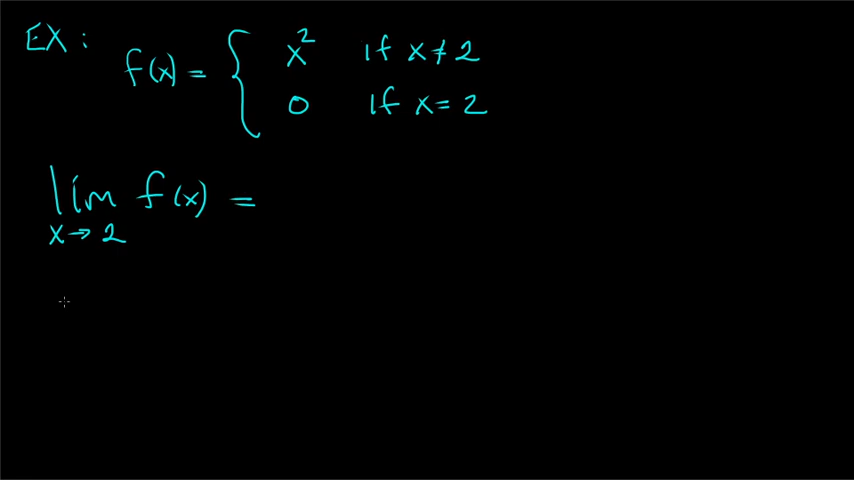 EX:
f(x) = { x² if x ≠ 2
0 if x = 2
lim f(x) =
x → 2